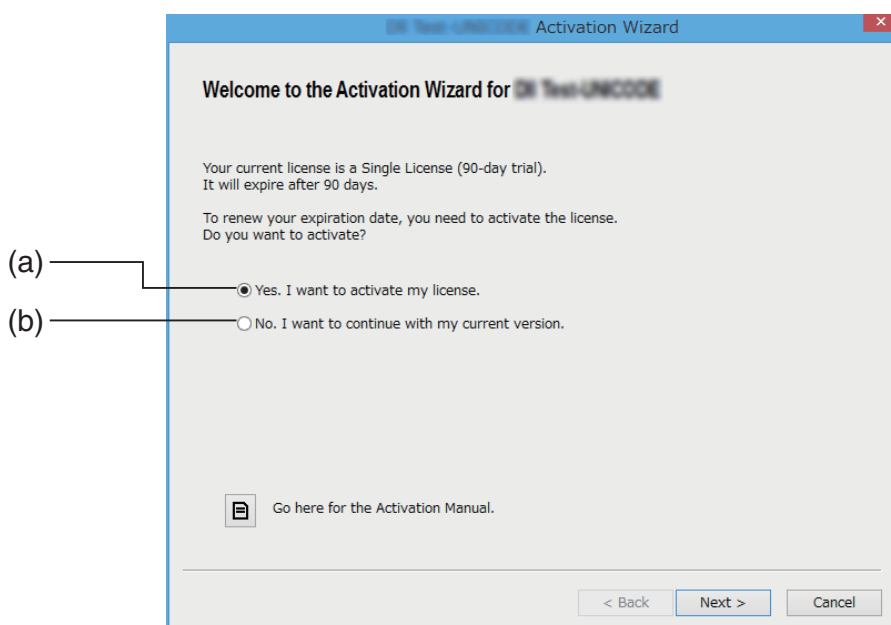 Activation Wizard
Welcome to the Activation Wizard for
Your current license is a Single License (90-day trial).
It will expire after 90 days.
To renew your expiration date, you need to activate the license.
Do you want to activate?
(a)
Yes. I want to activate my license.
(b)
No. I want to continue with my current version.
Go here for the Activation Manual.
< Back
Next >
Cancel